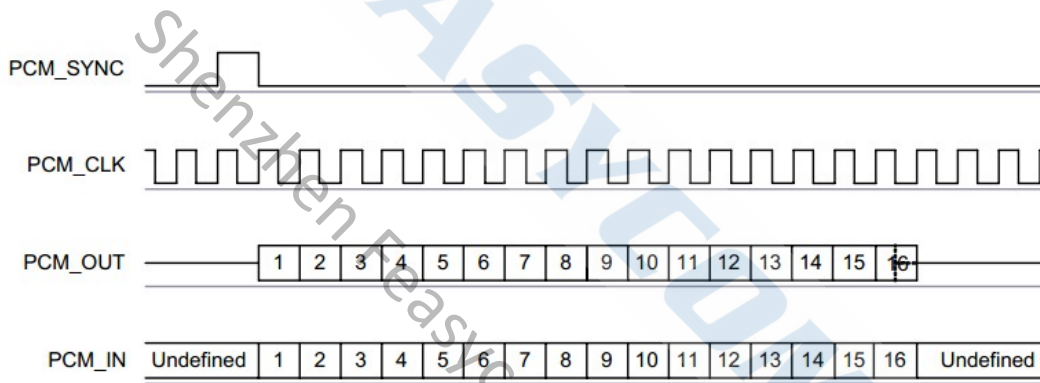 PCM_SYNC
PCM_CLK
PCM_OUT 1 2 3 4 5 6 7 8 9 10 11 12 13 14 15 16
PCM_IN Undefined 1 2 3 4 5 6 7 8 9 10 11 12 13 14 15 16 Undefined
Shenzhen Feasyc
ASYCOM